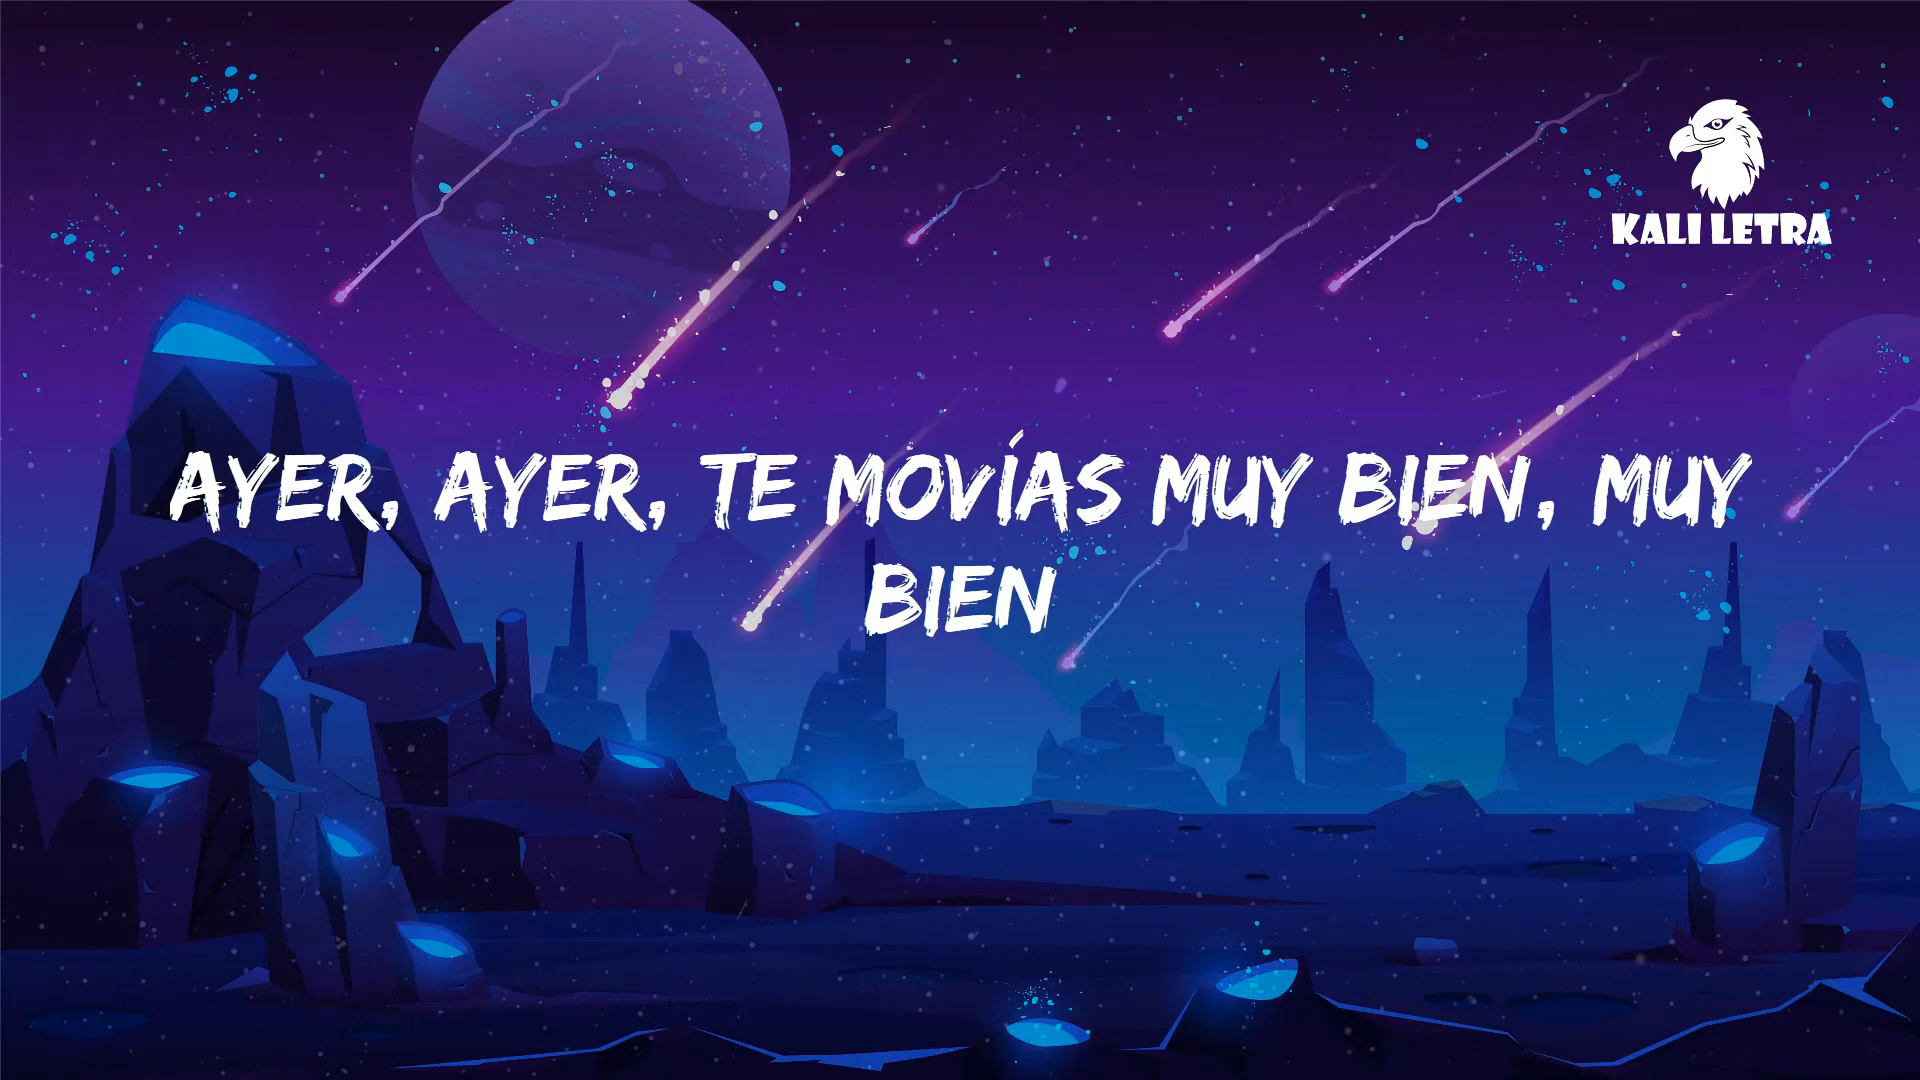 KALI LETRA
AYER, AYER, TE MOVÍAS MUY BIEN, MUY
BIEN